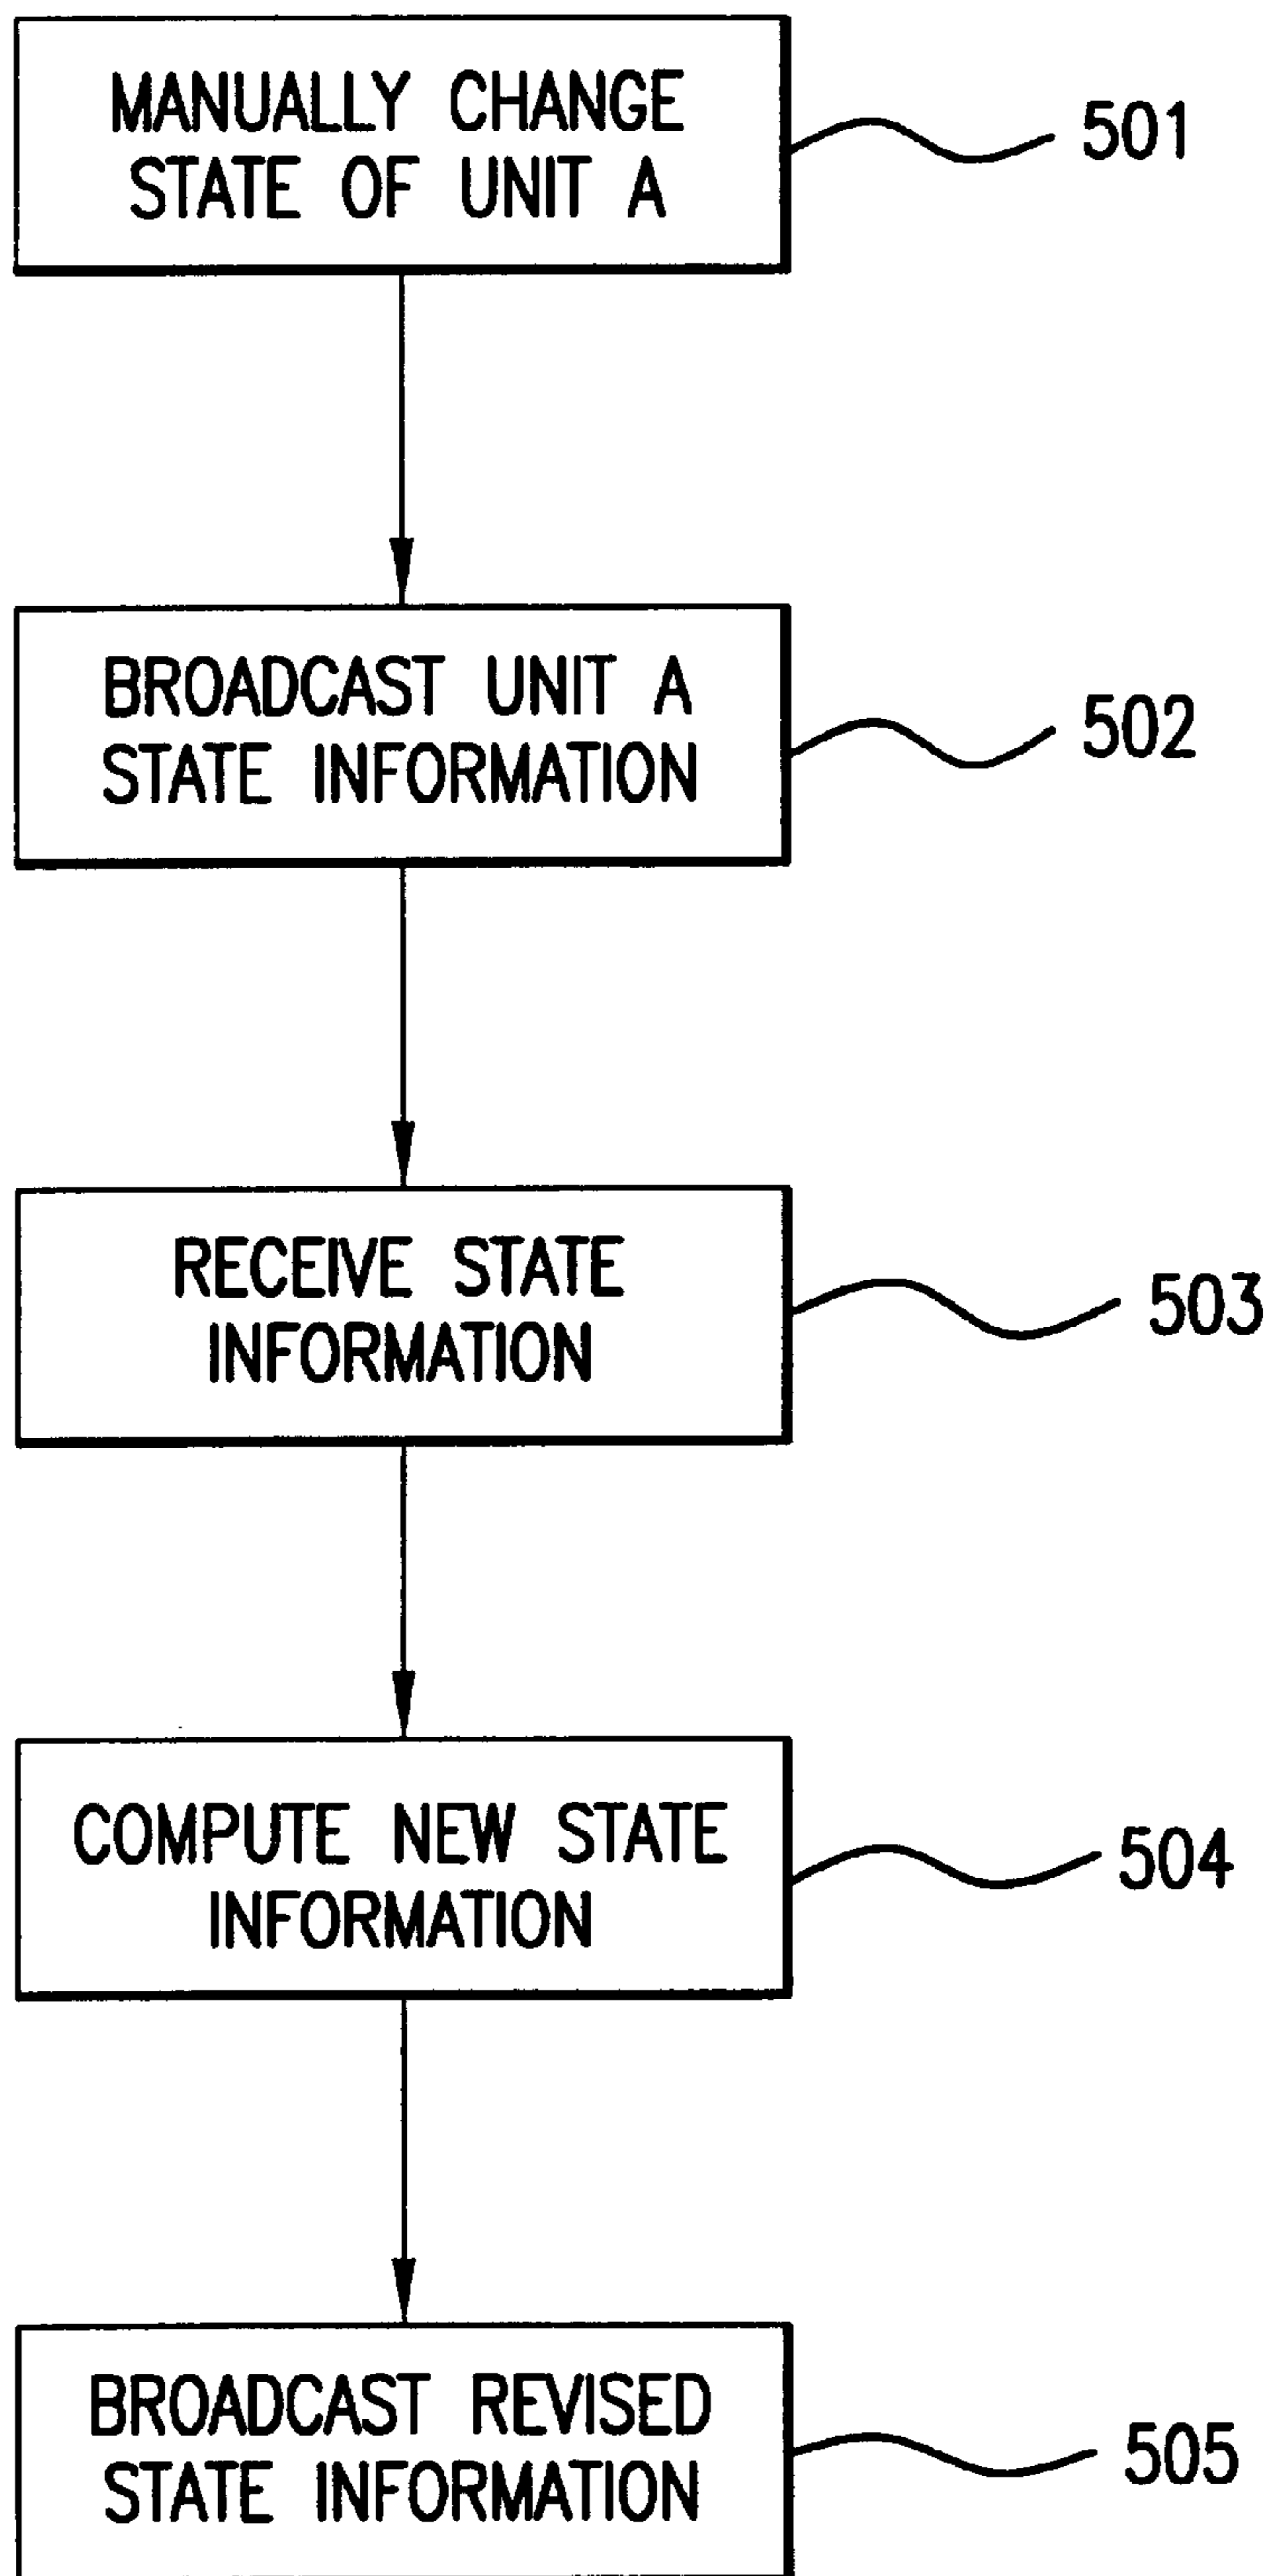 MANUALLY CHANGE
STATE OF UNIT A
501
BROADCAST UNIT A
STATE INFORMATION
502
RECEIVE STATE
INFORMATION
503
COMPUTE NEW STATE
INFORMATION
504
BROADCAST REVISED
STATE INFORMATION
505